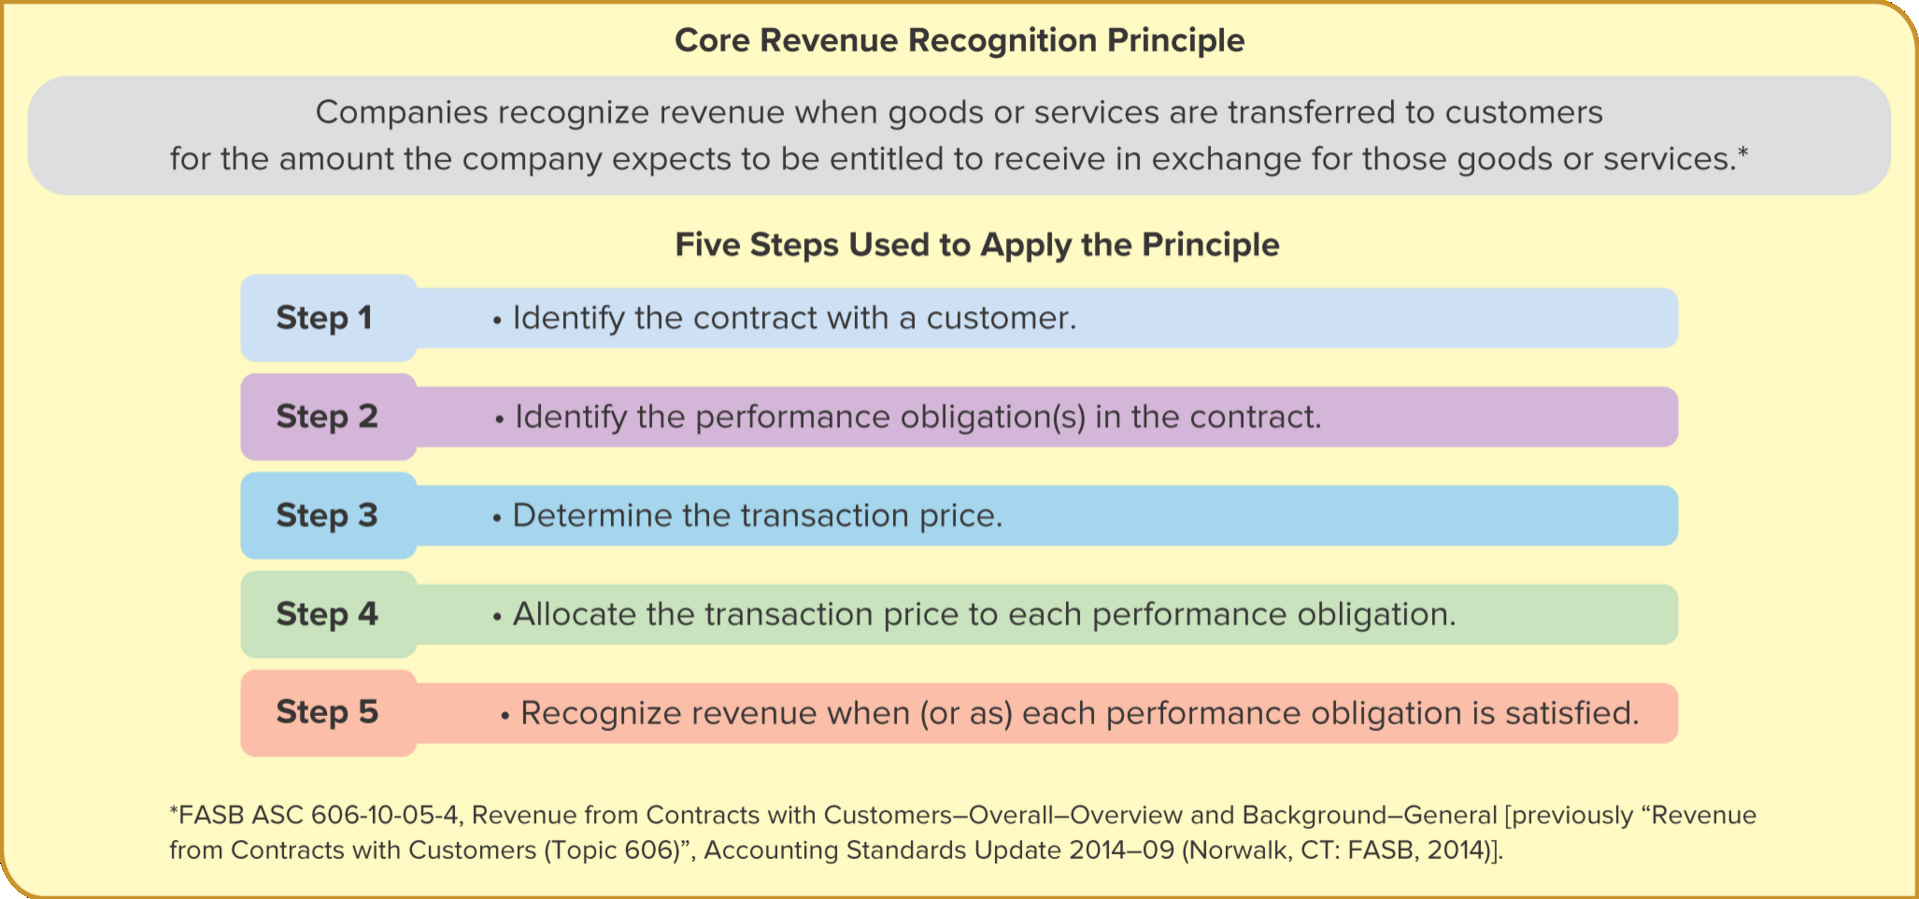 Core Revenue Recognition Principle
Companies recognize revenue when goods or services are transferred to customers
for the amount the company expects to be entitled to receive in exchange for those goods or services.*
Five Steps Used to Apply the Principle
Step 1 • Identify the contract with a customer.
Step 2 • Identify the performance obligation(s) in the contract.
Step 3 • Determine the transaction price.
Step 4 • Allocate the transaction price to each performance obligation.
Step 5 • Recognize revenue when (or as) each performance obligation is satisfied.
*FASB ASC 606-10-05-4, Revenue from Contracts with Customers–Overall–Overview and Background–General [previously “Revenue
from Contracts with Customers (Topic 606)”, Accounting Standards Update 2014–09 (Norwalk, CT: FASB, 2014)].